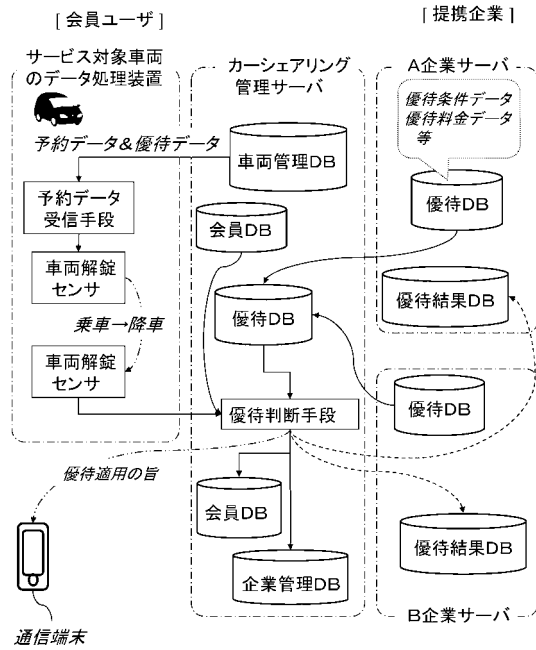 [ 会員ユーザ ]
[ 提携企業 ]
サービス対象車両
のデータ処理装置
カーシェアリング
管理サーバ
A企業サーバ
優待条件データ
優待料金データ
等
予約データ&優待データ
車両管理DB
予約データ
受信手段
会員DB
優待DB
車両解錠
センサ
優待DB
優待結果DB
乗車→降車
車両解錠
センサ
優待判断手段
優待DB
優待適用の旨
会員DB
優待結果DB
企業管理DB
B企業サーバ
通信端末